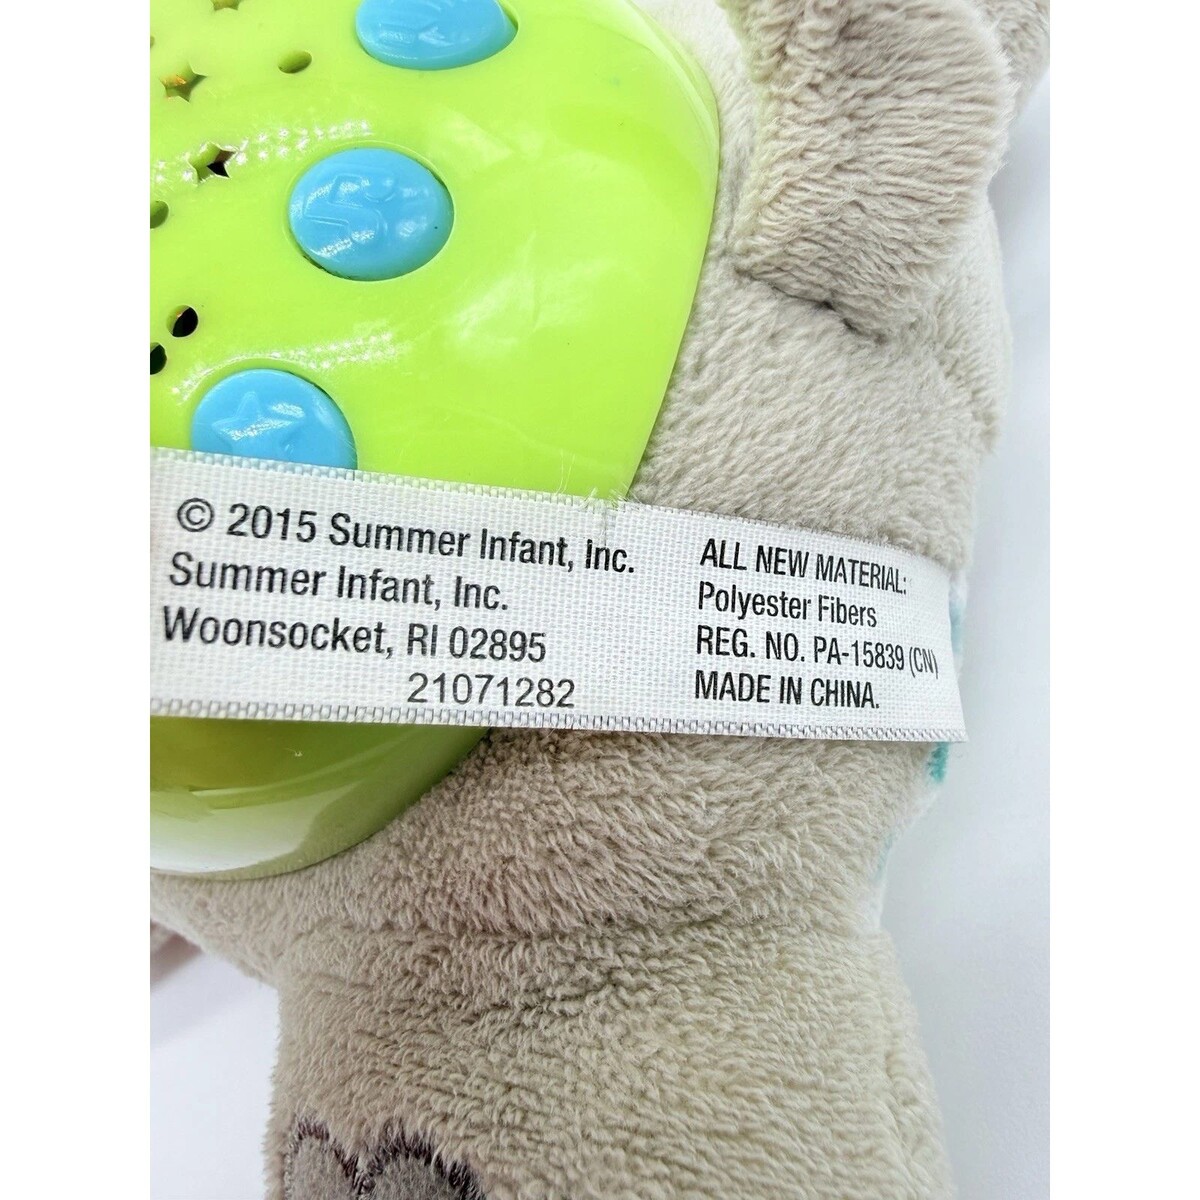 © 2015 Summer Infant, Inc.
Summer Infant, Inc.
Woonsocket, RI 02895
21071282
ALL NEW MATERIAL:
Polyester Fibers
REG. NO. PA-15839 (CN)
MADE IN CHINA.